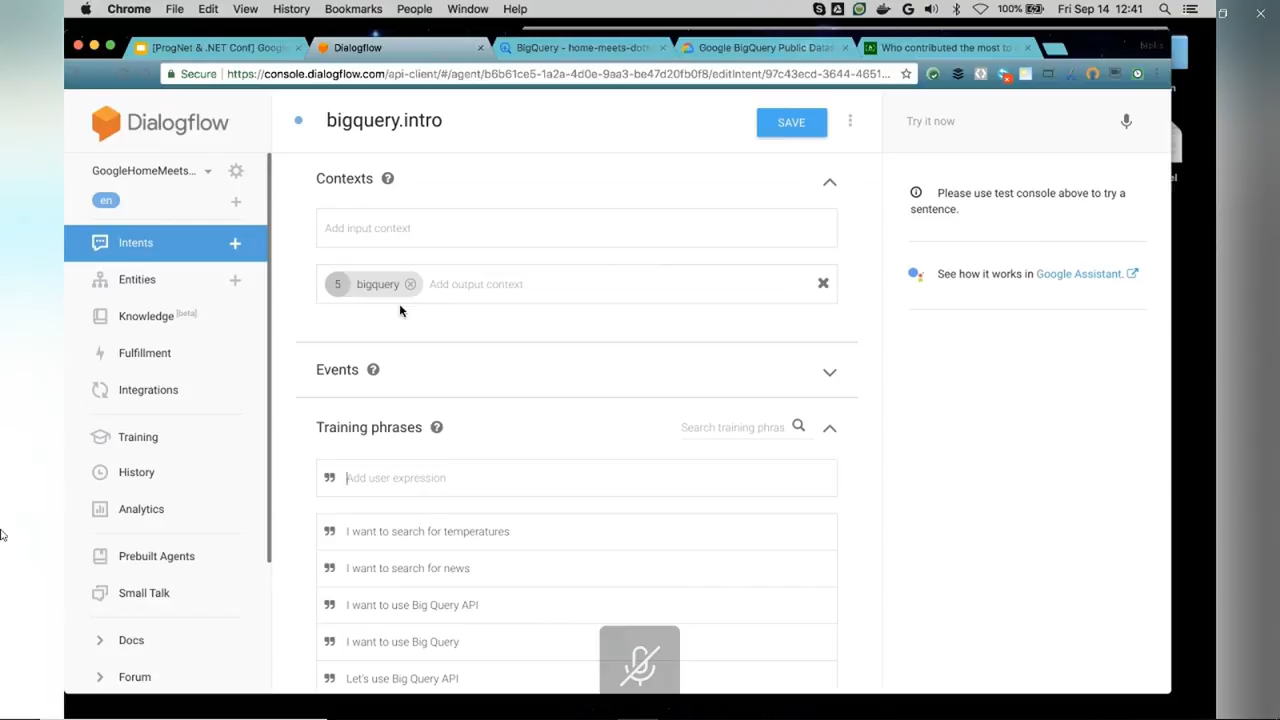 Chrome File Edit View History Bookmarks People Window Help 100% Fri Sep 14 12:41
[ProgNet & .NET Conf] Googl Dialogflow BigQuery - home-meets-dotn Google BigQuery Public Data Who contributed the most to
Secure https://console.dialogflow.com/api-client/#/agent/b6b61ce5-1a2a-4d0e-9aa3-be47d20fb0f8/editIntent/97c43ecd-3644-4651...
Dialogflow
bigquery.intro
SAVE
Try it now
GoogleHomeMeets...
en
Intents
Entities
Knowledge [beta]
Fulfillment
Integrations
Training
History
Analytics
Prebuilt Agents
Small Talk
Docs
Forum
Contexts
Add input context
5 bigquery Add output context
Events
Training phrases Search training phras
Add user expression
I want to search for temperatures
I want to search for news
I want to use Big Query API
I want to use Big Query
Let's use Big Query API
Please use test console above to try a
sentence.
See how it works in Google Assistant.